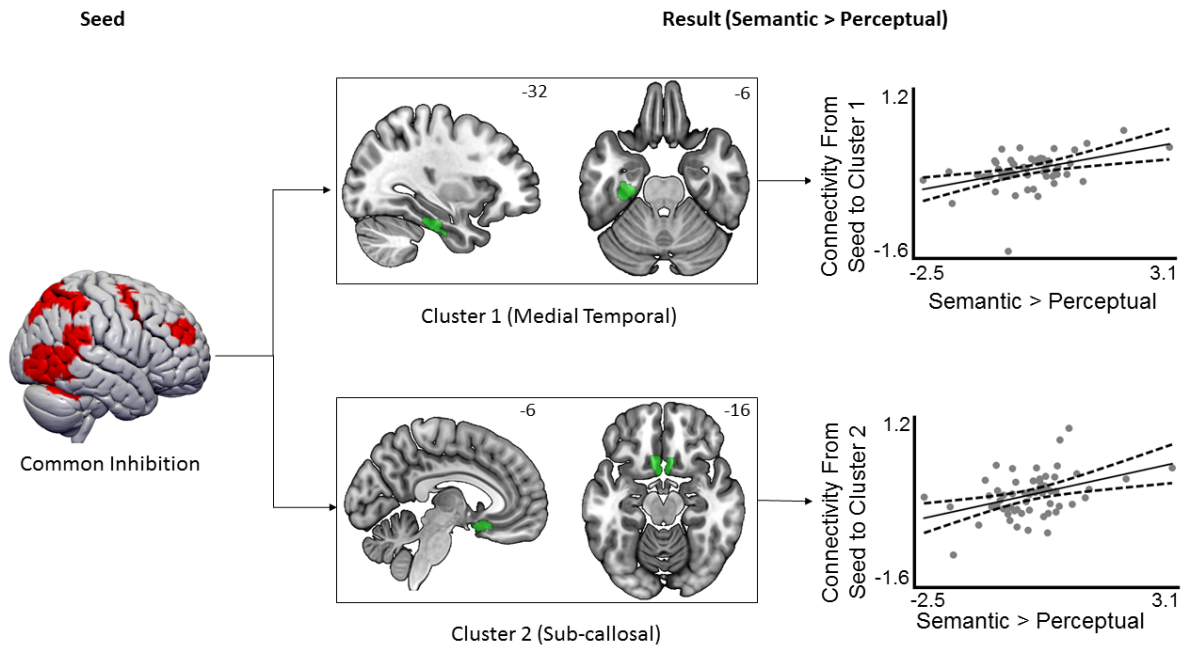 Seed
Result (Semantic > Perceptual)
-32
-6
Cluster 1 (Medial Temporal)
Connectivity From
Seed to Cluster 1
1.2
-1.6
-2.5
3.1
Semantic > Perceptual
Common Inhibition
-6
-16
Cluster 2 (Sub-callosal)
Connectivity From
Seed to Cluster 2
1.2
-1.6
-2.5
3.1
Semantic > Perceptual